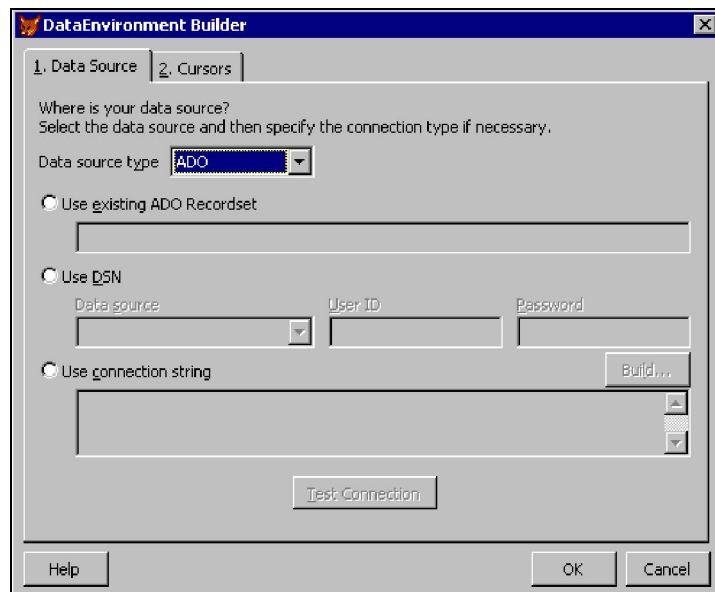 DataEnvironment Builder
1. Data Source
2. Cursors
Where is your data source?
Select the data source and then specify the connection type if necessary.
Data source type ADO
Use existing ADO Recordset
Use DSN
Data source User ID Password
Use connection string Build...
Test Connection
Help OK Cancel